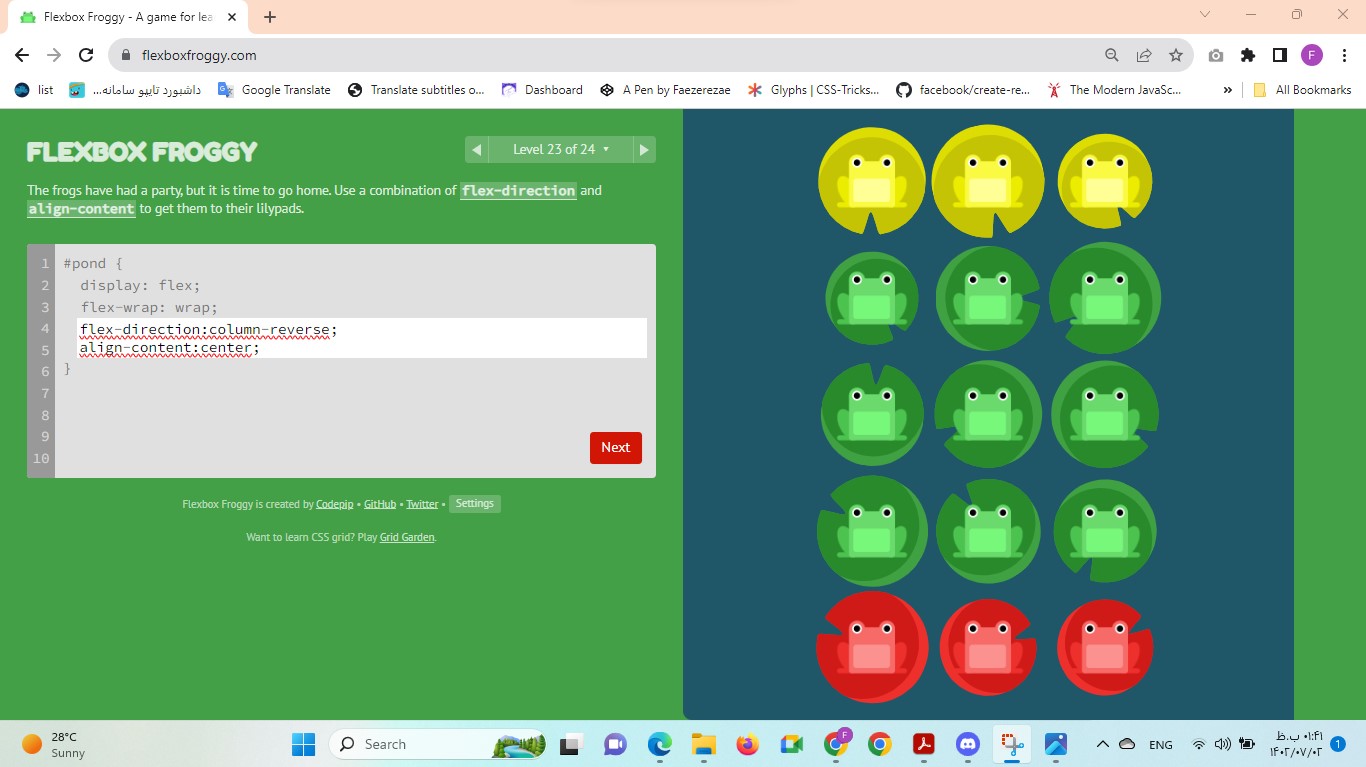 Flexbox Froggy - A game for lea
flexboxfroggy.com
F
list
داشبورد تایپو سامانه...
Google Translate
Translate subtitles o...
Dashboard
A Pen by Faezerezae
Glyphs | CSS-Tricks...
facebook/create-re...
The Modern JavaSc...
»
All Bookmarks
FLEXBOX FROGGY
Level 23 of 24
The frogs have had a party, but it is time to go home. Use a combination of flex-direction and
align-content to get them to their lilypads.
1 #pond {
2 display: flex;
3 flex-wrap: wrap;
4 flex-direction:column-reverse;
5 align-content:center;
6 }
7
8
9
10
Next
Flexbox Froggy is created by Codepip • GitHub • Twitter • Settings
Want to learn CSS grid? Play Grid Garden.
28°C
Sunny
Search
F
ENG
۰۱:۴۱ ب.ظ
۱۴۰۲/۰۷/۰۲
1